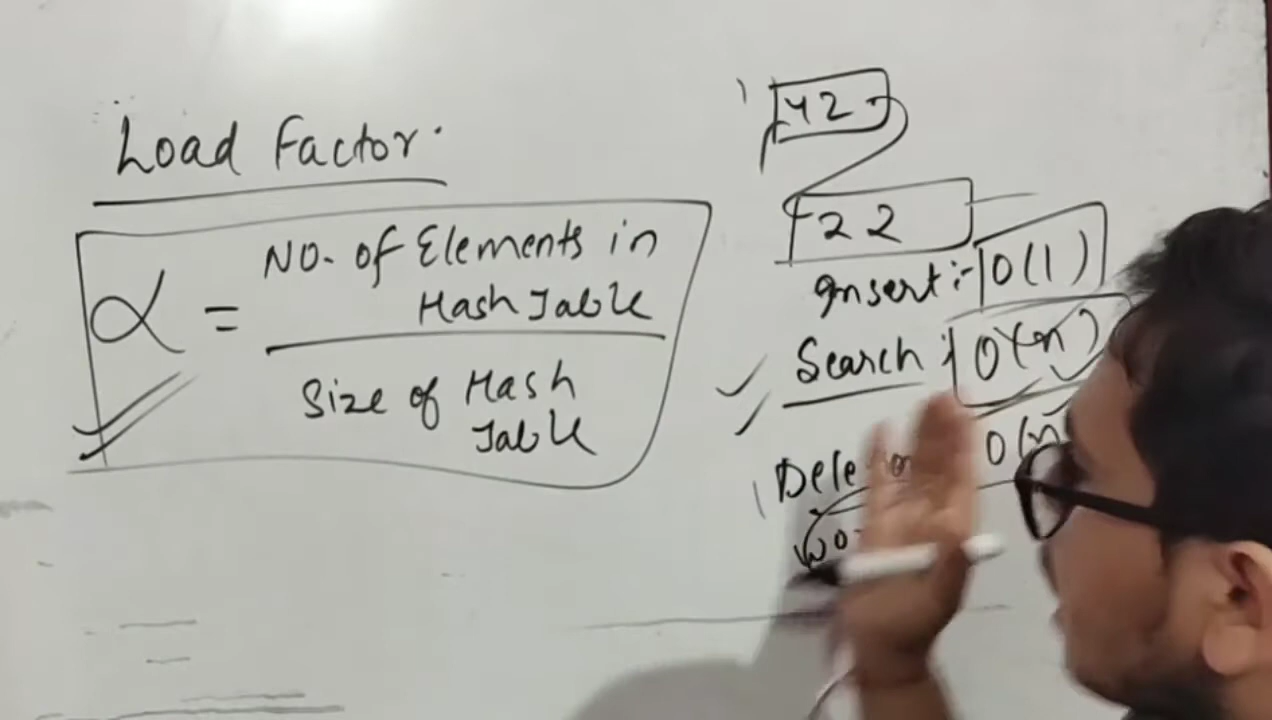 Load Factor.
α = No. of Elements in
Hash Table
Size of Hash
Table
42
22
Insert :- O(1)
Search : O(n)
O(n